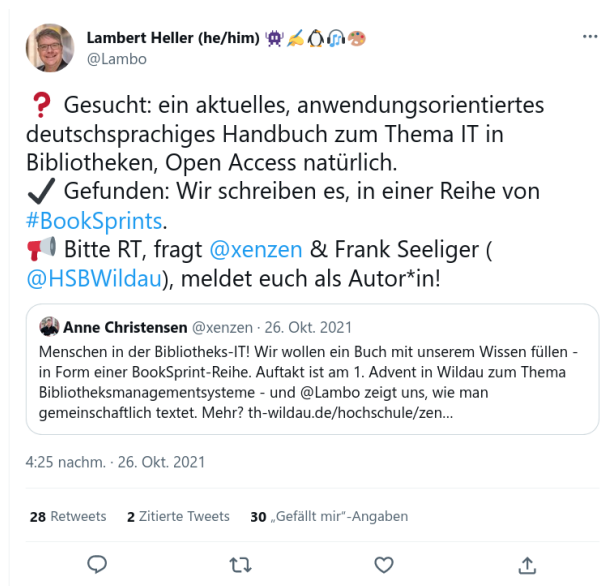 Lambert Heller (he/him) 👾✍️🐧🎧🎨
@Lambo
❓ Gesucht: ein aktuelles, anwendungsorientiertes
deutschsprachiges Handbuch zum Thema IT in
Bibliotheken, Open Access natürlich.
✔️ Gefunden: Wir schreiben es, in einer Reihe von
#BookSprints.
📢 Bitte RT, fragt @xenzen & Frank Seeliger (
@HSBWildau), meldet euch als Autor*in!
Anne Christensen @xenzen · 26. Okt. 2021
Menschen in der Bibliotheks-IT! Wir wollen ein Buch mit unserem Wissen füllen -
in Form einer BookSprint-Reihe. Auftakt ist am 1. Advent in Wildau zum Thema
Bibliotheksmanagementsysteme - und @Lambo zeigt uns, wie man
gemeinschaftlich textet. Mehr? th-wildau.de/hochschule/zen...
4:25 nachm. · 26. Okt. 2021
28 Retweets 2 Zitierte Tweets 30 „Gefällt mir“-Angaben